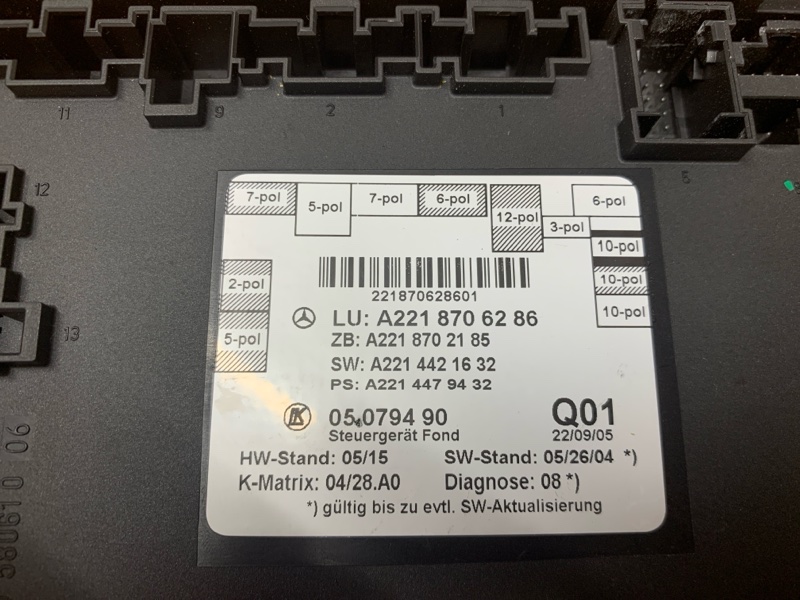 11
9
2
1
12
5
13
7-pol
5-pol
7-pol
6-pol
12-pol
3-pol
6-pol
10-pol
10-pol
10-pol
2-pol
5-pol
221870628601
LU: A221 870 62 86
ZB: A221 870 21 85
SW: A221 442 16 32
PS: A221 447 94 32
05.0794 90 Q01
Steuergerät Fond 22/09/05
HW-Stand: 05/15 SW-Stand: 05/26/04 *)
K-Matrix: 04/28.A0 Diagnose: 08 *)
*) gültig bis zu evtl. SW-Aktualisierung